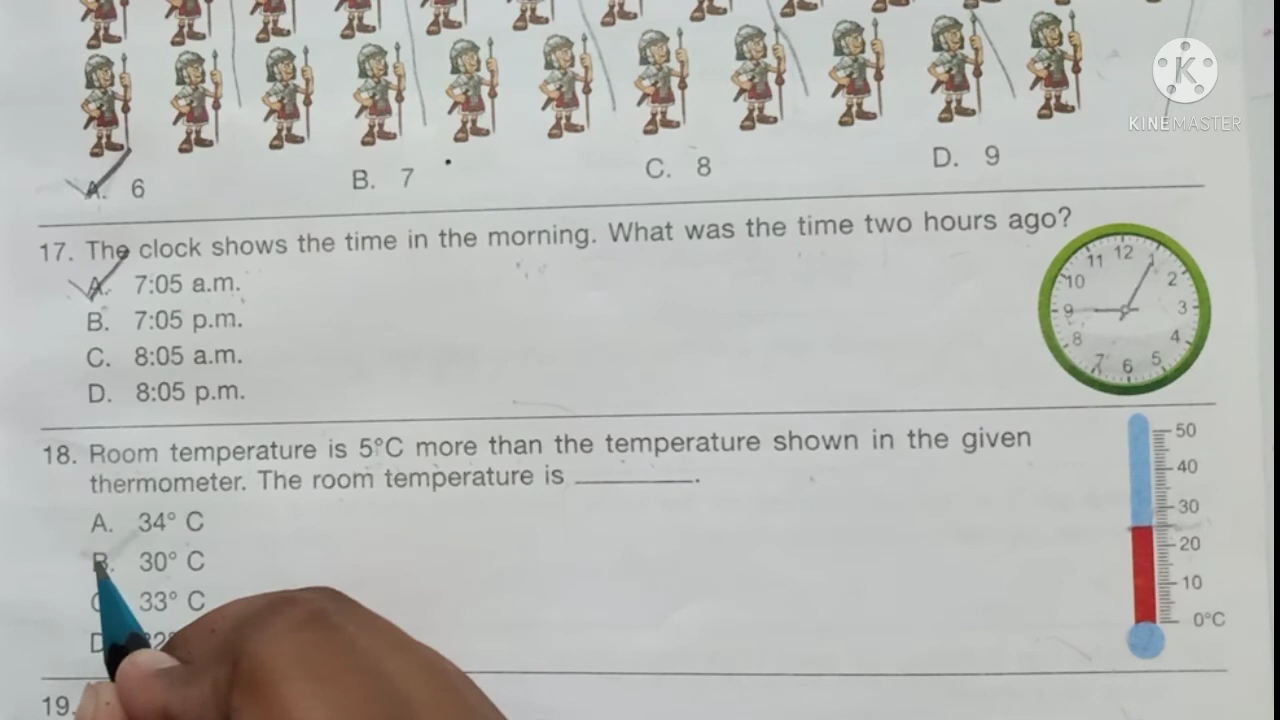 A. 6 B. 7 C. 8 D. 9
K
KINEMASTER
17. The clock shows the time in the morning. What was the time two hours ago?
A. 7:05 a.m.
B. 7:05 p.m.
C. 8:05 a.m.
D. 8:05 p.m.
12
1
2
3
4
5
6
7
8
9
10
11
18. Room temperature is 5°C more than the temperature shown in the given
thermometer. The room temperature is ________.
A. 34° C
B. 30° C
33° C
50
40
30
20
10
0°C
19.